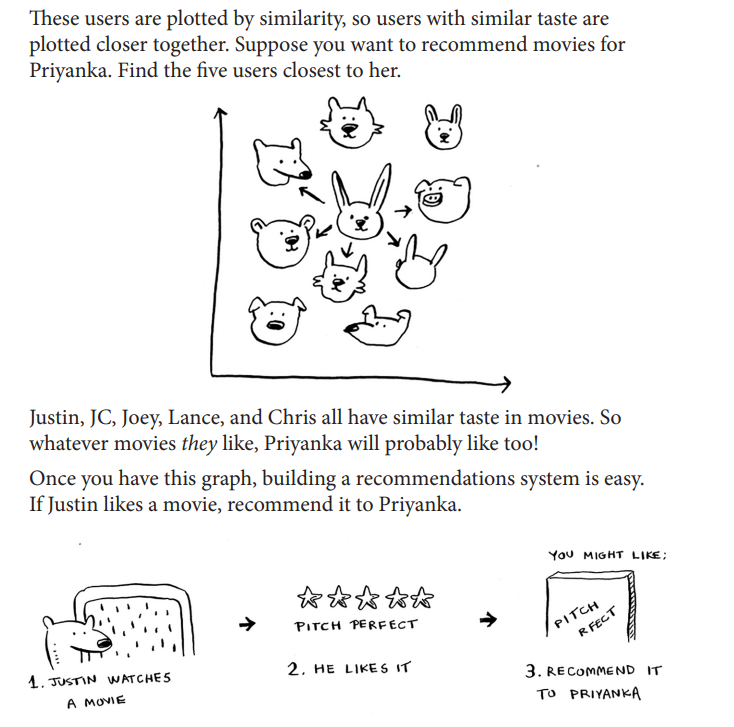 These users are plotted by similarity, so users with similar taste are
plotted closer together. Suppose you want to recommend movies for
Priyanka. Find the five users closest to her.
Justin, JC, Joey, Lance, and Chris all have similar taste in movies. So
whatever movies they like, Priyanka will probably like too!
Once you have this graph, building a recommendations system is easy.
If Justin likes a movie, recommend it to Priyanka.
1. JUSTIN WATCHES
A MOVIE
PITCH PERFECT
2. HE LIKES IT
YOU MIGHT LIKE:
PITCH
RFECT
3. RECOMMEND IT
TO PRIYANKA